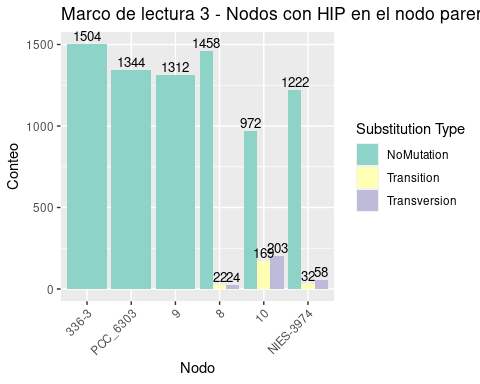 Marco de lectura 3 - Nodos con HIP en el nodo paren
1504
1344
1312
1458
22
24
972
169
203
1222
32
58
1500
1000
500
0
Conteo
336-3
PCC_6303
9
8
10
NIES-3974
Nodo
Substitution Type
NoMutation
Transition
Transversion